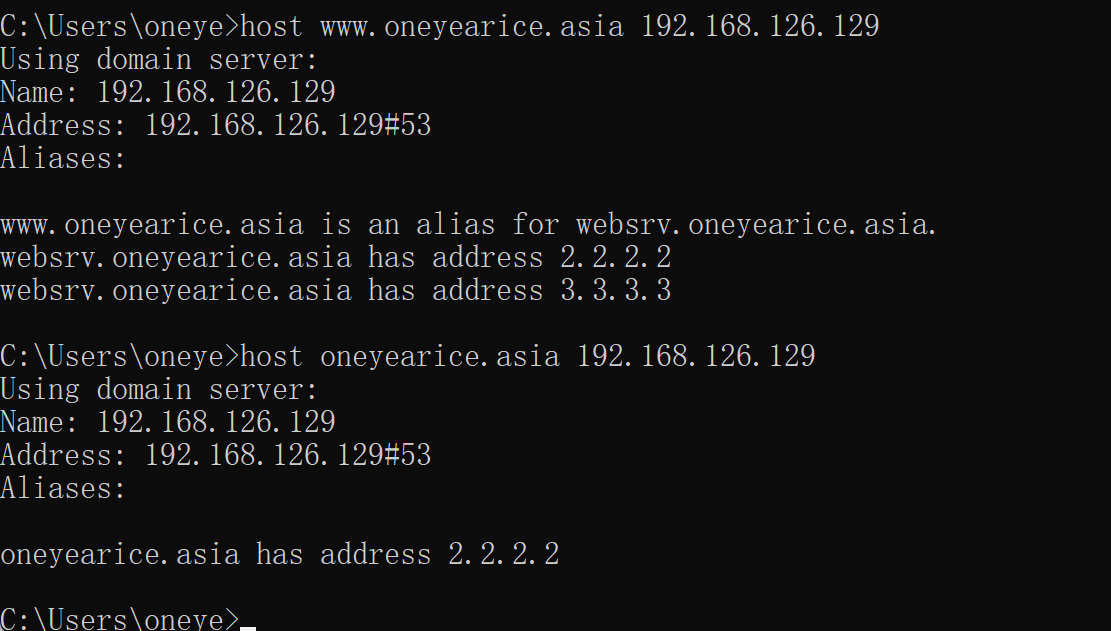 C:\Users\oneye>host www.oneyearice.asia 192.168.126.129
Using domain server:
Name: 192.168.126.129
Address: 192.168.126.129#53
Aliases:
www.oneyearice.asia is an alias for websrv.oneyearice.asia.
websrv.oneyearice.asia has address 2.2.2.2
websrv.oneyearice.asia has address 3.3.3.3
C:\Users\oneye>host oneyearice.asia 192.168.126.129
Using domain server:
Name: 192.168.126.129
Address: 192.168.126.129#53
Aliases:
oneyearice.asia has address 2.2.2.2
C:\Users\oneye>